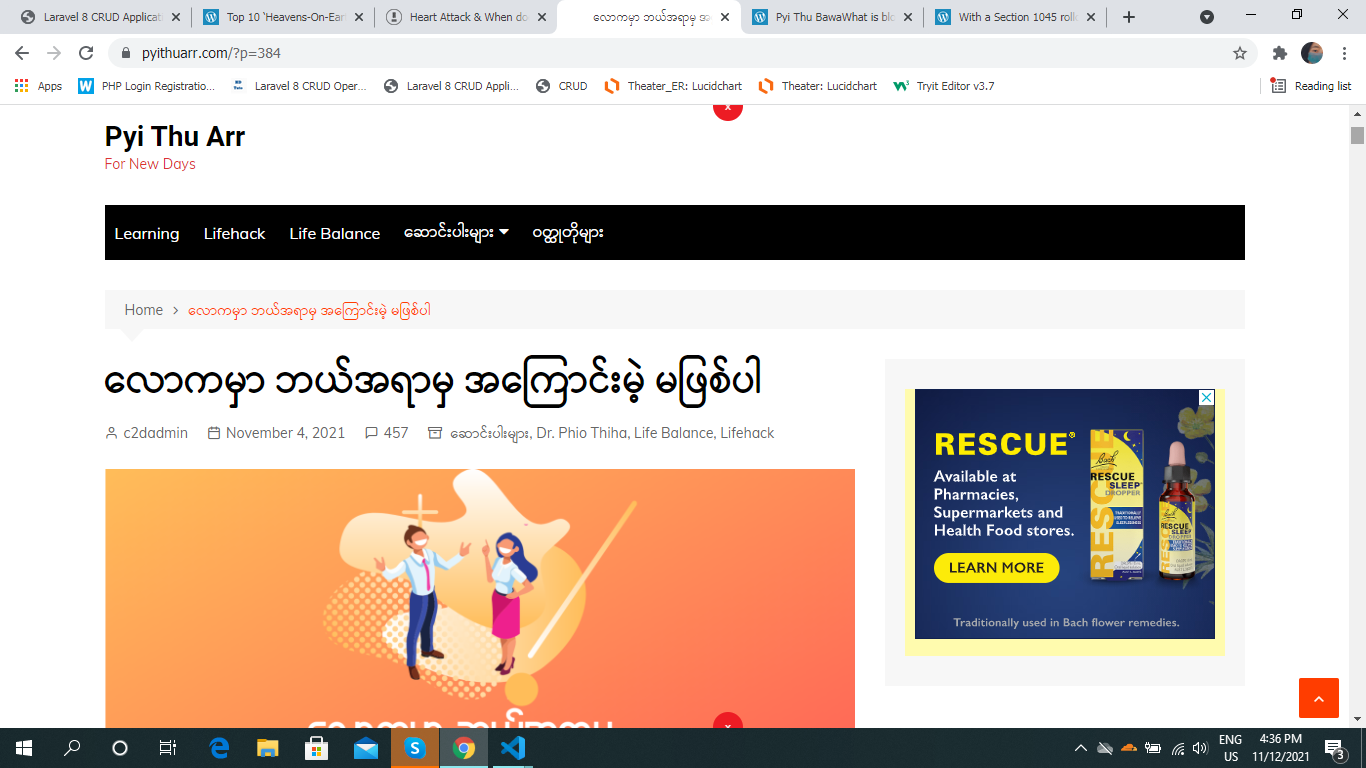 Laravel 8 CRUD Applicati
Top 10 'Heavens-On-Ear
Heart Attack & When do
လောကမှာ ဘယ်အရာမှ အ
Pyi Thu BawaWhat is blo
With a Section 1045 roll
pyithuarr.com/?p=384
Apps
PHP Login Registratio...
Laravel 8 CRUD Oper...
Laravel 8 CRUD Appli...
CRUD
Theater_ER: Lucidchart
Theater: Lucidchart
Tryit Editor v3.7
Reading list
Pyi Thu Arr
For New Days
Learning
Lifehack
Life Balance
ဆောင်းပါးများ
ဝတ္ထုတိုများ
Home > လောကမှာ ဘယ်အရာမှ အကြောင်းမဲ့ မဖြစ်ပါ
လောကမှာ ဘယ်အရာမှ အကြောင်းမဲ့ မဖြစ်ပါ
c2dadmin
November 4, 2021
457
ဆောင်းပါးများ, Dr. Phio Thiha, Life Balance, Lifehack
RESCUE®
Available at
Pharmacies,
Supermarkets and
Health Food stores.
LEARN MORE
Bach
RESCUE
SLEEP
DROPPER
RESCUE
Traditionally used in Bach flower remedies.
ENG
US
4:36 PM
11/12/2021
3